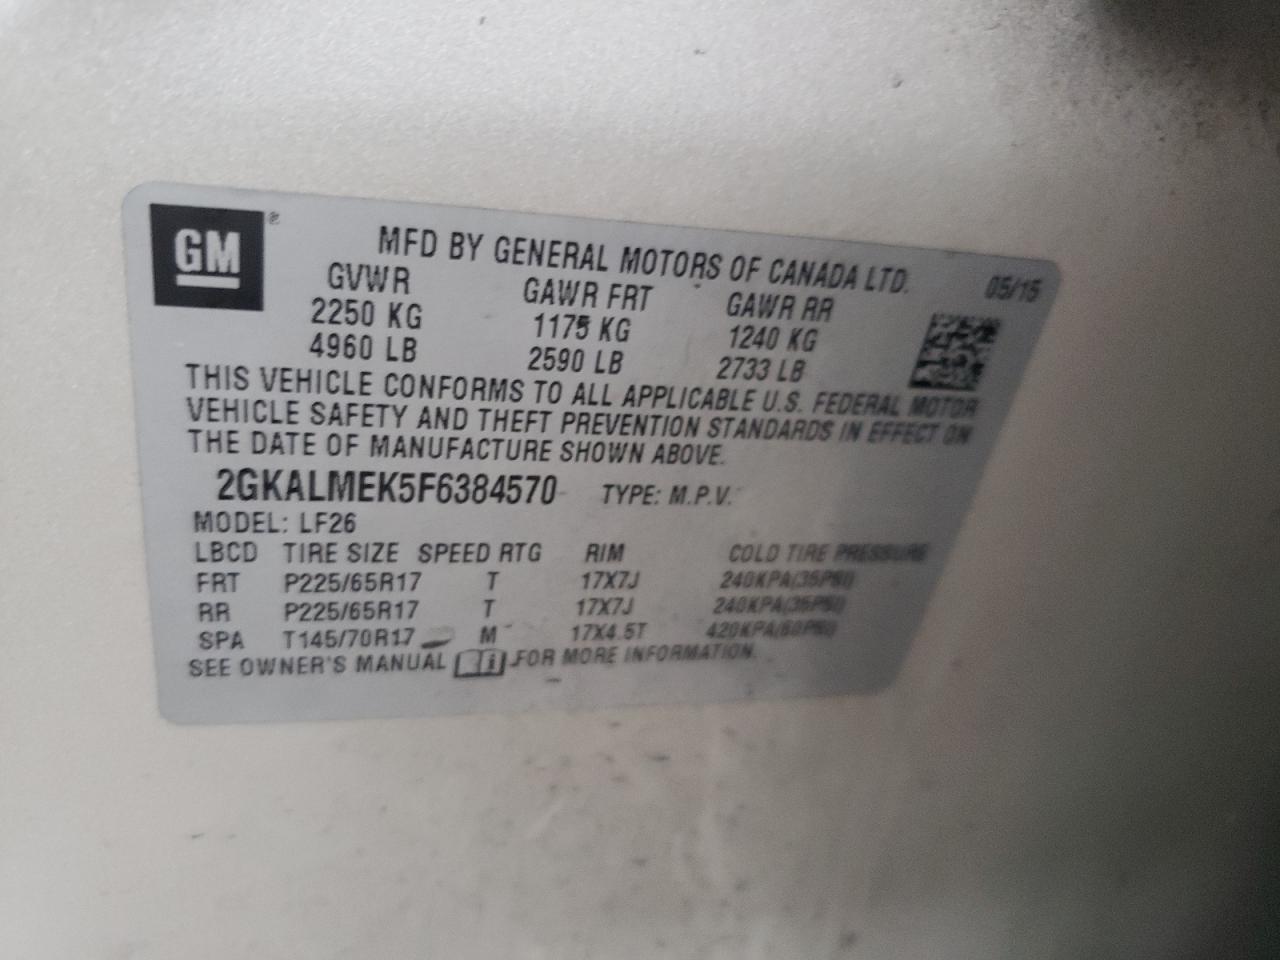 GM ®
MFD BY GENERAL MOTORS OF CANADA LTD. 05/15
GVWR GAWR FRT GAWR RR
2250 KG 1175 KG 1240 KG
4960 LB 2590 LB 2733 LB
THIS VEHICLE CONFORMS TO ALL APPLICABLE U.S. FEDERAL MOTOR
VEHICLE SAFETY AND THEFT PREVENTION STANDARDS IN EFFECT ON
THE DATE OF MANUFACTURE SHOWN ABOVE.
2GKALMEK5F6384570 TYPE: M.P.V.
MODEL: LF26
LBCD TIRE SIZE SPEED RTG RIM COLD TIRE PRESSURE
FRT P225/65R17 T 17X7J 240KPA(35PSI)
RR P225/65R17 T 17X7J 240KPA(35PSI)
SPA T145/70R17 M 17X4.5T 420KPA(60PSI)
SEE OWNER'S MANUAL i FOR MORE INFORMATION.